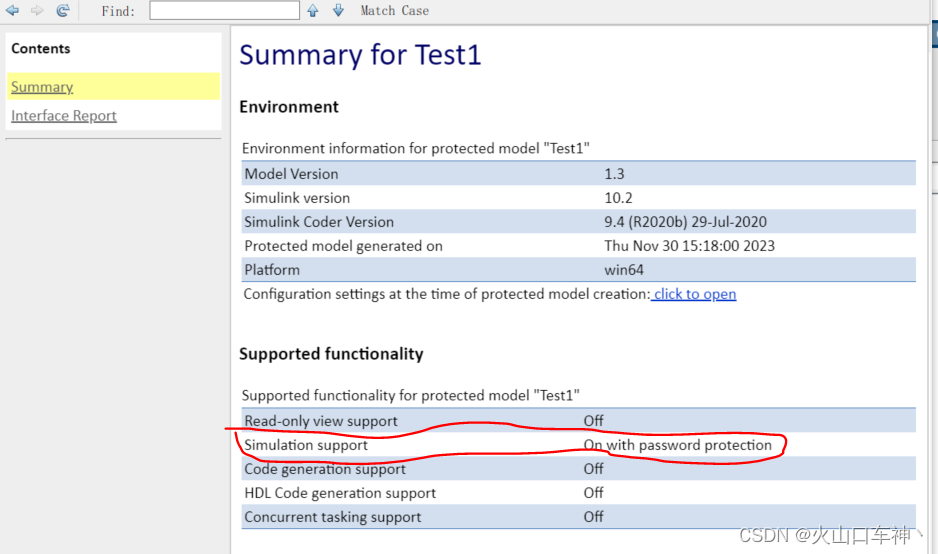 Find: Match Case
Contents
Summary
Interface Report
Summary for Test1
Environment
Environment information for protected model "Test1"
Model Version 1.3
Simulink version 10.2
Simulink Coder Version 9.4 (R2020b) 29-Jul-2020
Protected model generated on Thu Nov 30 15:18:00 2023
Platform win64
Configuration settings at the time of protected model creation: click to open
Supported functionality
Supported functionality for protected model "Test1"
Read-only view support Off
Simulation support On with password protection
Code generation support Off
HDL Code generation support Off
Concurrent tasking support Off
CSDN @火山口车神丶